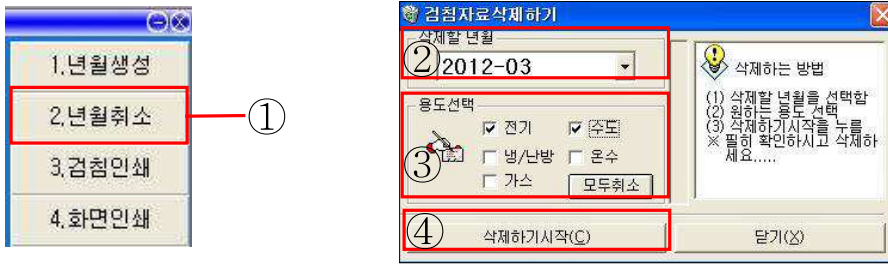 1.년월생성
2.년월취소
3.검침인쇄
4.화면인쇄
①
검침자료삭제하기
삭제할 년월
② 2012-03
용도선택
전기 수도
③ 냉/난방 온수
가스 모두취소
④ 삭제하기시작(C)
삭제하는 방법
(1) 삭제할 년월을 선택함
(2) 원하는 용도 선택
(3) 삭제하기시작을 누름
※ 필히 확인하시고 삭제하
세요.....
닫기(X)